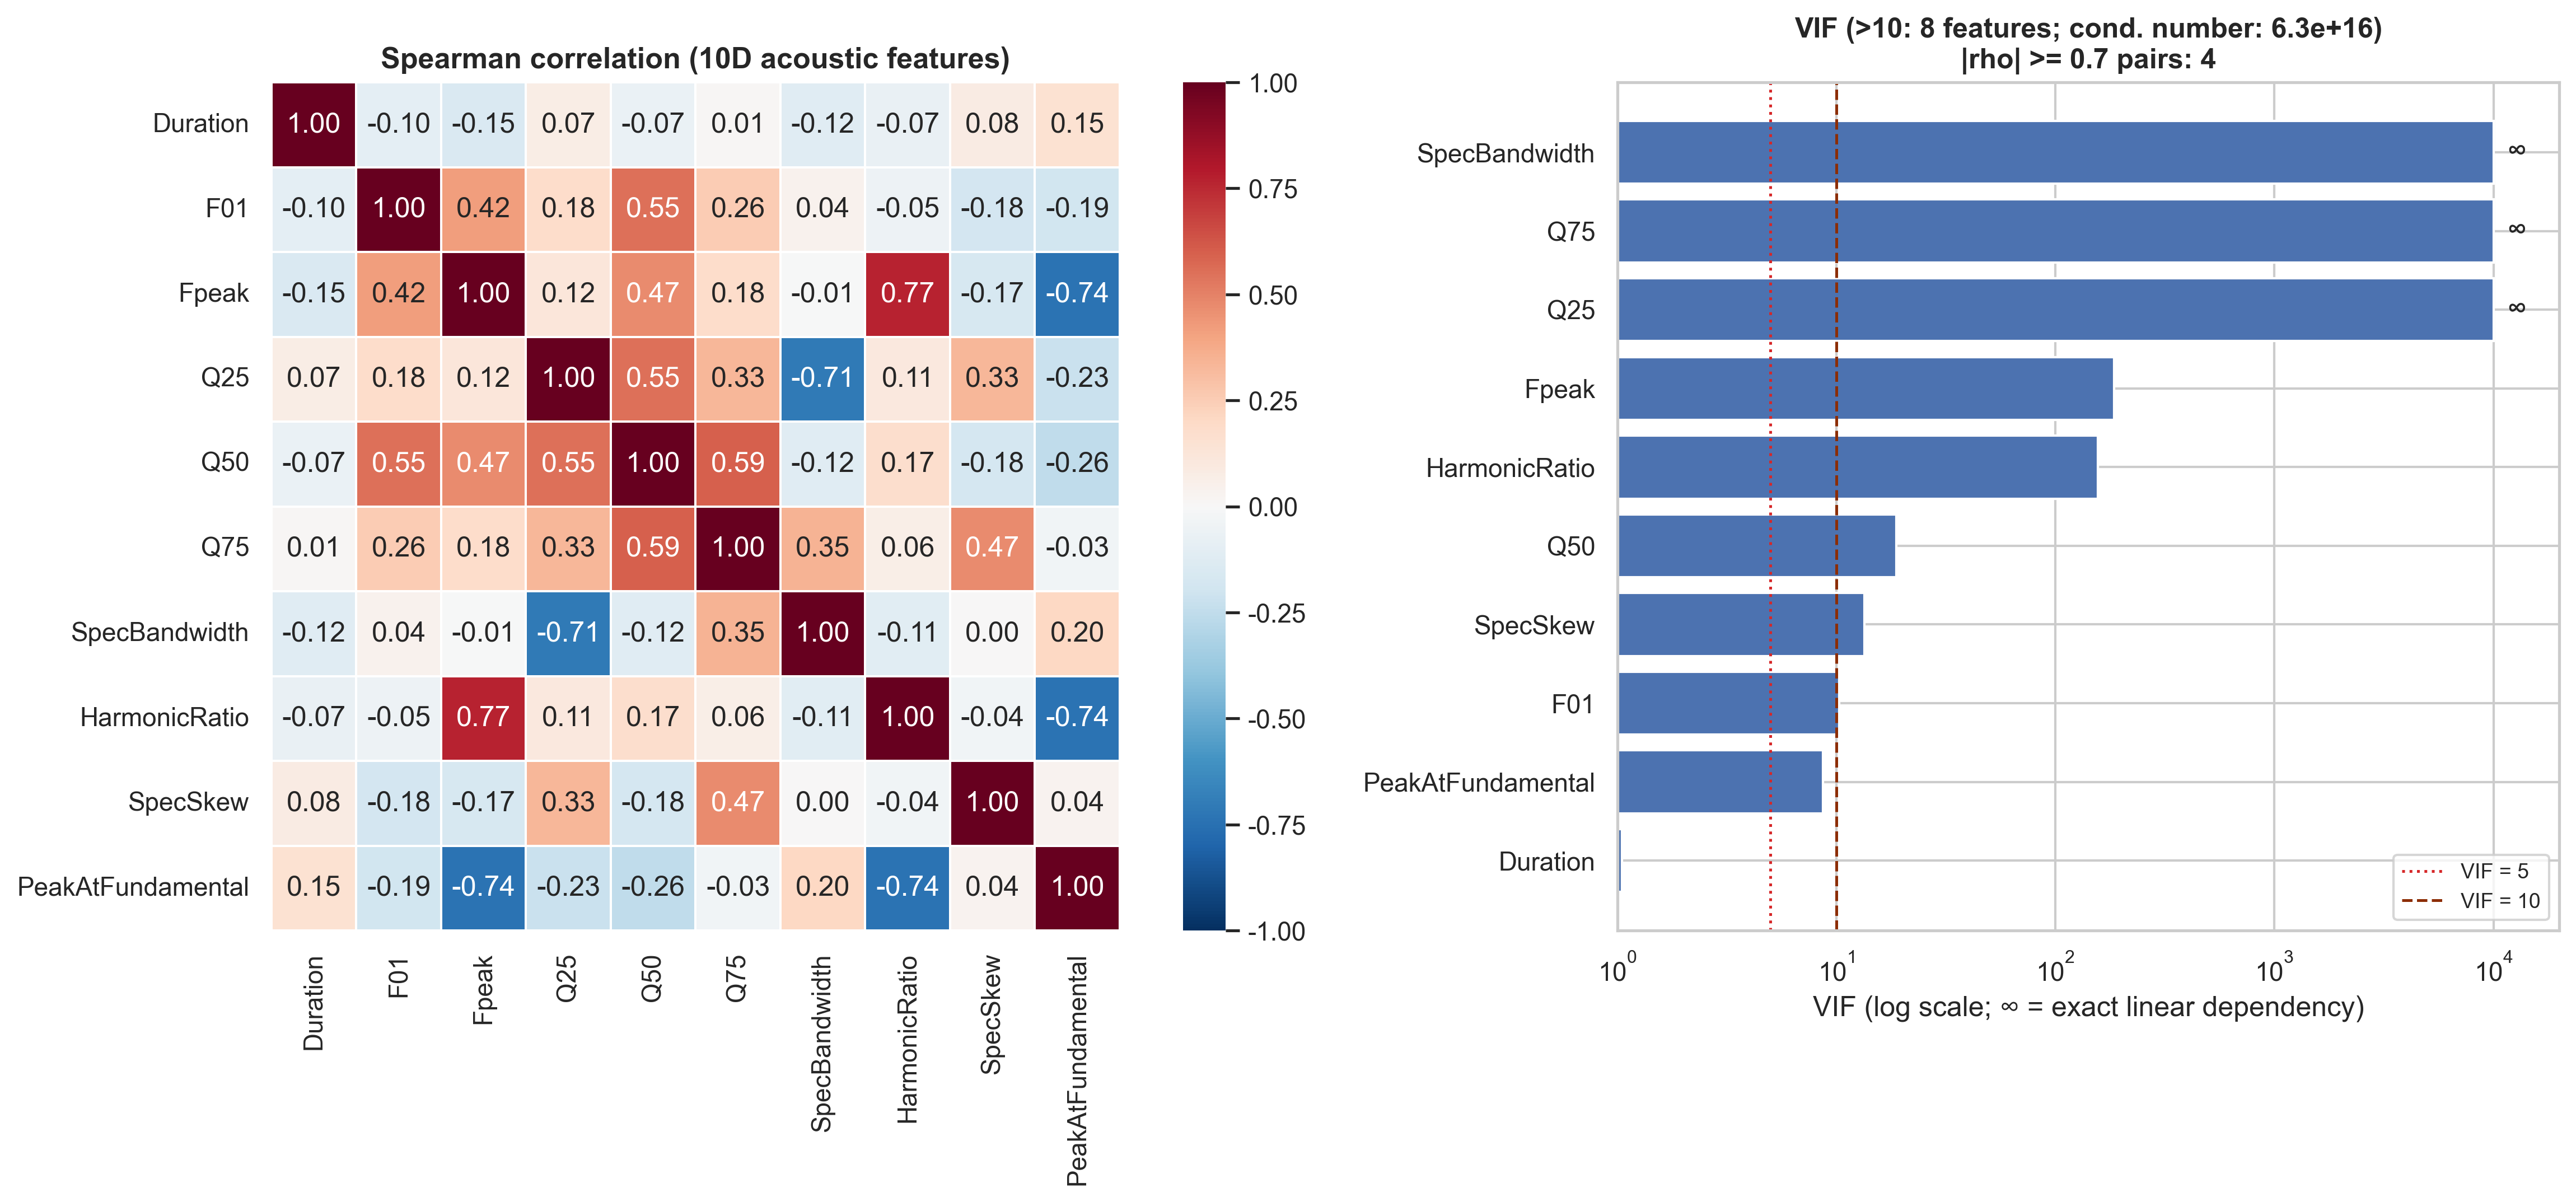 Spearman correlation (10D acoustic features)
Duration 1.00 -0.10 -0.15 0.07 -0.07 0.01 -0.12 -0.07 0.08 0.15
F01 -0.10 1.00 0.42 0.18 0.55 0.26 0.04 -0.05 -0.18 -0.19
Fpeak -0.15 0.42 1.00 0.12 0.47 0.18 -0.01 0.77 -0.17 -0.74
Q25 0.07 0.18 0.12 1.00 0.55 0.33 -0.71 0.11 0.33 -0.23
Q50 -0.07 0.55 0.47 0.55 1.00 0.59 -0.12 0.17 -0.18 -0.26
Q75 0.01 0.26 0.18 0.33 0.59 1.00 0.35 0.06 0.47 -0.03
SpecBandwidth -0.12 0.04 -0.01 -0.71 -0.12 0.35 1.00 -0.11 0.00 0.20
HarmonicRatio -0.07 -0.05 0.77 0.11 0.17 0.06 -0.11 1.00 -0.04 -0.74
SpecSkew 0.08 -0.18 -0.17 0.33 -0.18 0.47 0.00 -0.04 1.00 0.04
PeakAtFundamental 0.15 -0.19 -0.74 -0.23 -0.26 -0.03 0.20 -0.74 0.04 1.00
Duration
F01
Fpeak
Q25
Q50
Q75
SpecBandwidth
HarmonicRatio
SpecSkew
PeakAtFundamental
1.00
0.75
0.50
0.25
0.00
-0.25
-0.50
-0.75
-1.00
VIF (>10: 8 features; cond. number: 6.3e+16)
|rho| >= 0.7 pairs: 4
SpecBandwidth ∞
Q75 ∞
Q25 ∞
Fpeak
HarmonicRatio
Q50
SpecSkew
F01
PeakAtFundamental
Duration
VIF = 5
VIF = 10
10⁰ 10¹ 10² 10³ 10⁴
VIF (log scale; ∞ = exact linear dependency)